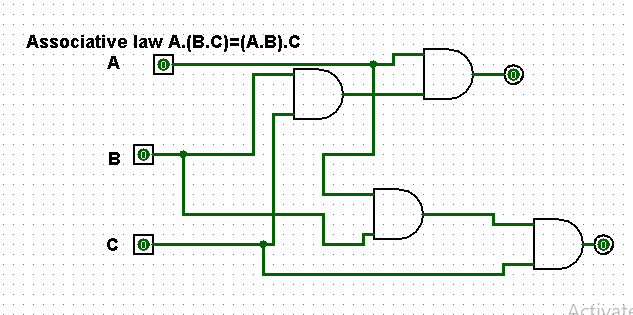 Associative law A.(B.C)=(A.B).C
A
0
0
B
0
C
0
0
Activate